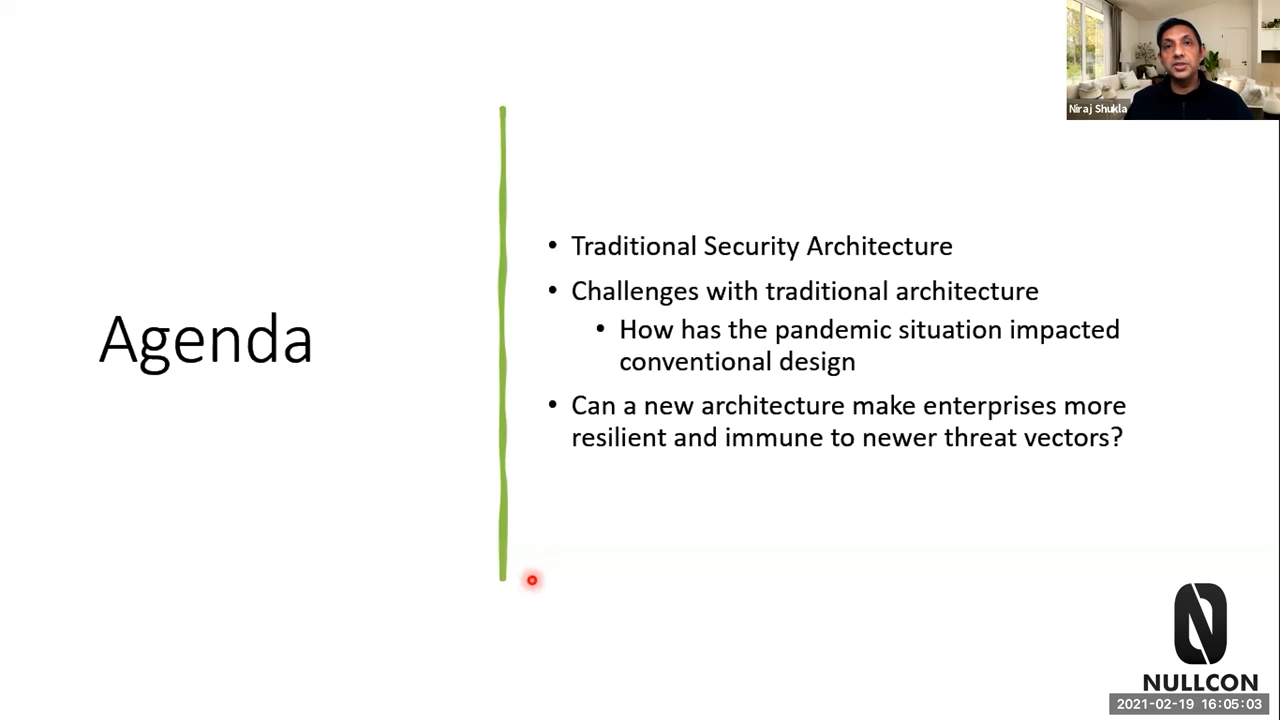 Niraj Shukla
Agenda
• Traditional Security Architecture
• Challenges with traditional architecture
• How has the pandemic situation impacted
conventional design
• Can a new architecture make enterprises more
resilient and immune to newer threat vectors?
NULLCON
2021-02-19 16:05:03